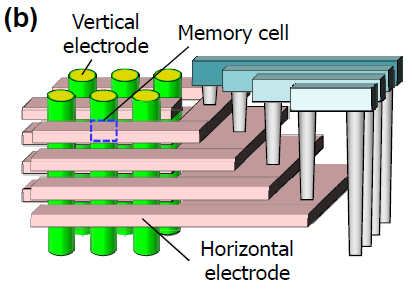 (b)
Vertical
electrode
Memory cell
Horizontal
electrode